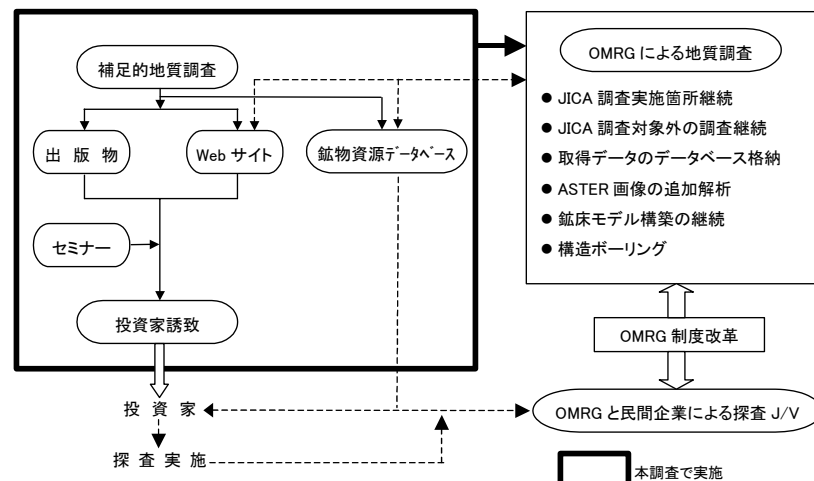 補足的地質調査
出 版 物
Web サイト
鉱物資源ﾃﾞｰﾀﾍﾞｰｽ
セミナー
投資家誘致
投 資 家
探 査 実 施
OMRG による地質調査
● JICA 調査実施箇所継続
● JICA 調査対象外の調査継続
● 取得データのデータベース格納
● ASTER 画像の追加解析
● 鉱床モデル構築の継続
● 構造ボーリング
OMRG 制度改革
OMRG と民間企業による探査 J/V
本調査で実施